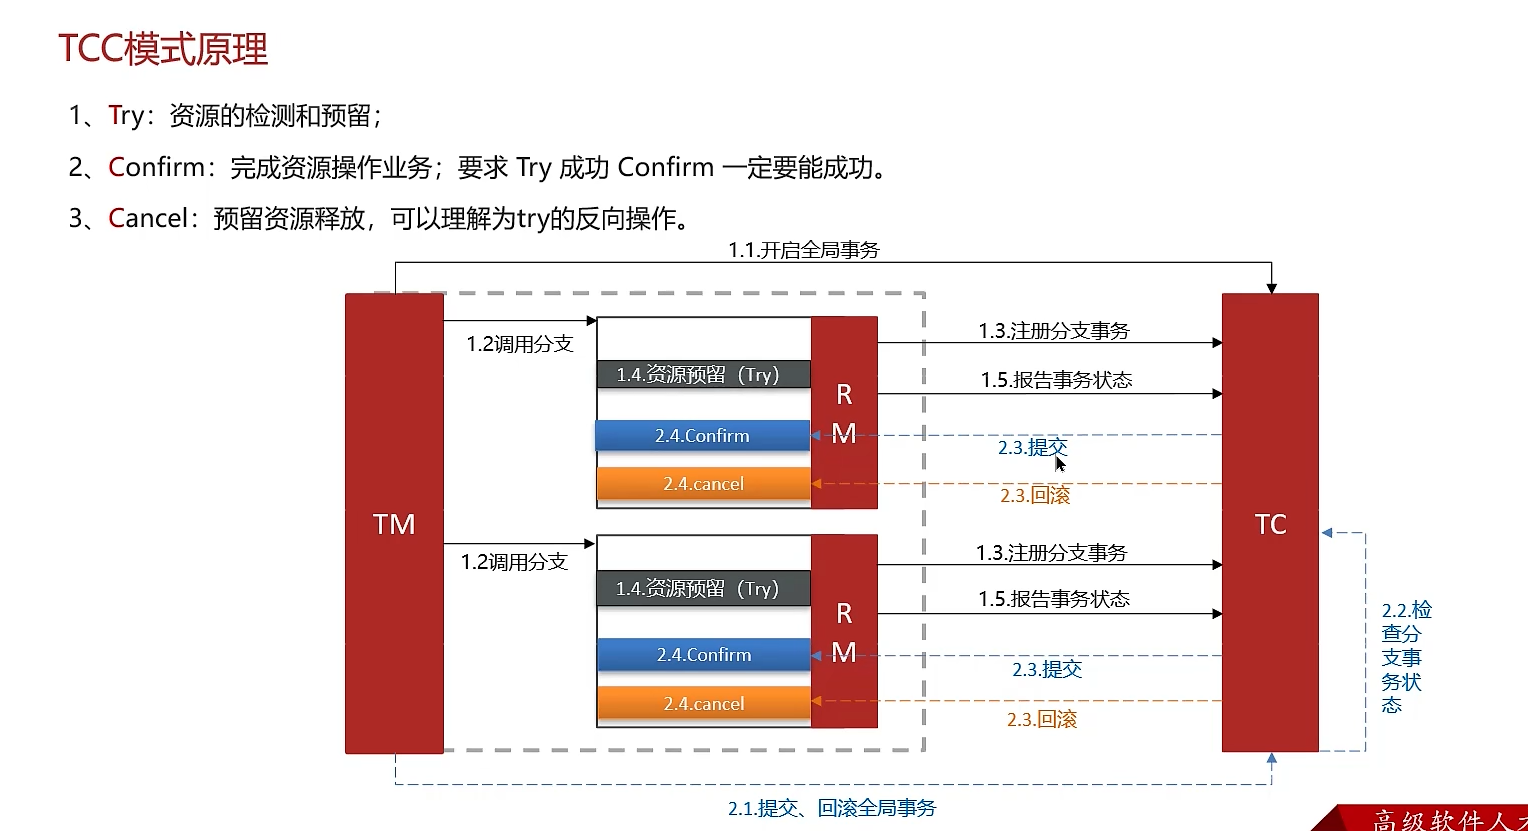 TCC模式原理
1、Try：资源的检测和预留；
2、Confirm：完成资源操作业务；要求 Try 成功 Confirm 一定要能成功。
3、Cancel：预留资源释放，可以理解为try的反向操作。
1.1.开启全局事务
TM
1.2调用分支
1.4.资源预留（Try）
2.4.Confirm
2.4.cancel
R
M
1.3.注册分支事务
1.5.报告事务状态
2.3.提交
2.3.回滚
1.2调用分支
1.4.资源预留（Try）
2.4.Confirm
2.4.cancel
R
M
1.3.注册分支事务
1.5.报告事务状态
2.3.提交
2.3.回滚
TC
2.2.检
查分
支事
务状
态
2.1.提交、回滚全局事务
高级软件人才